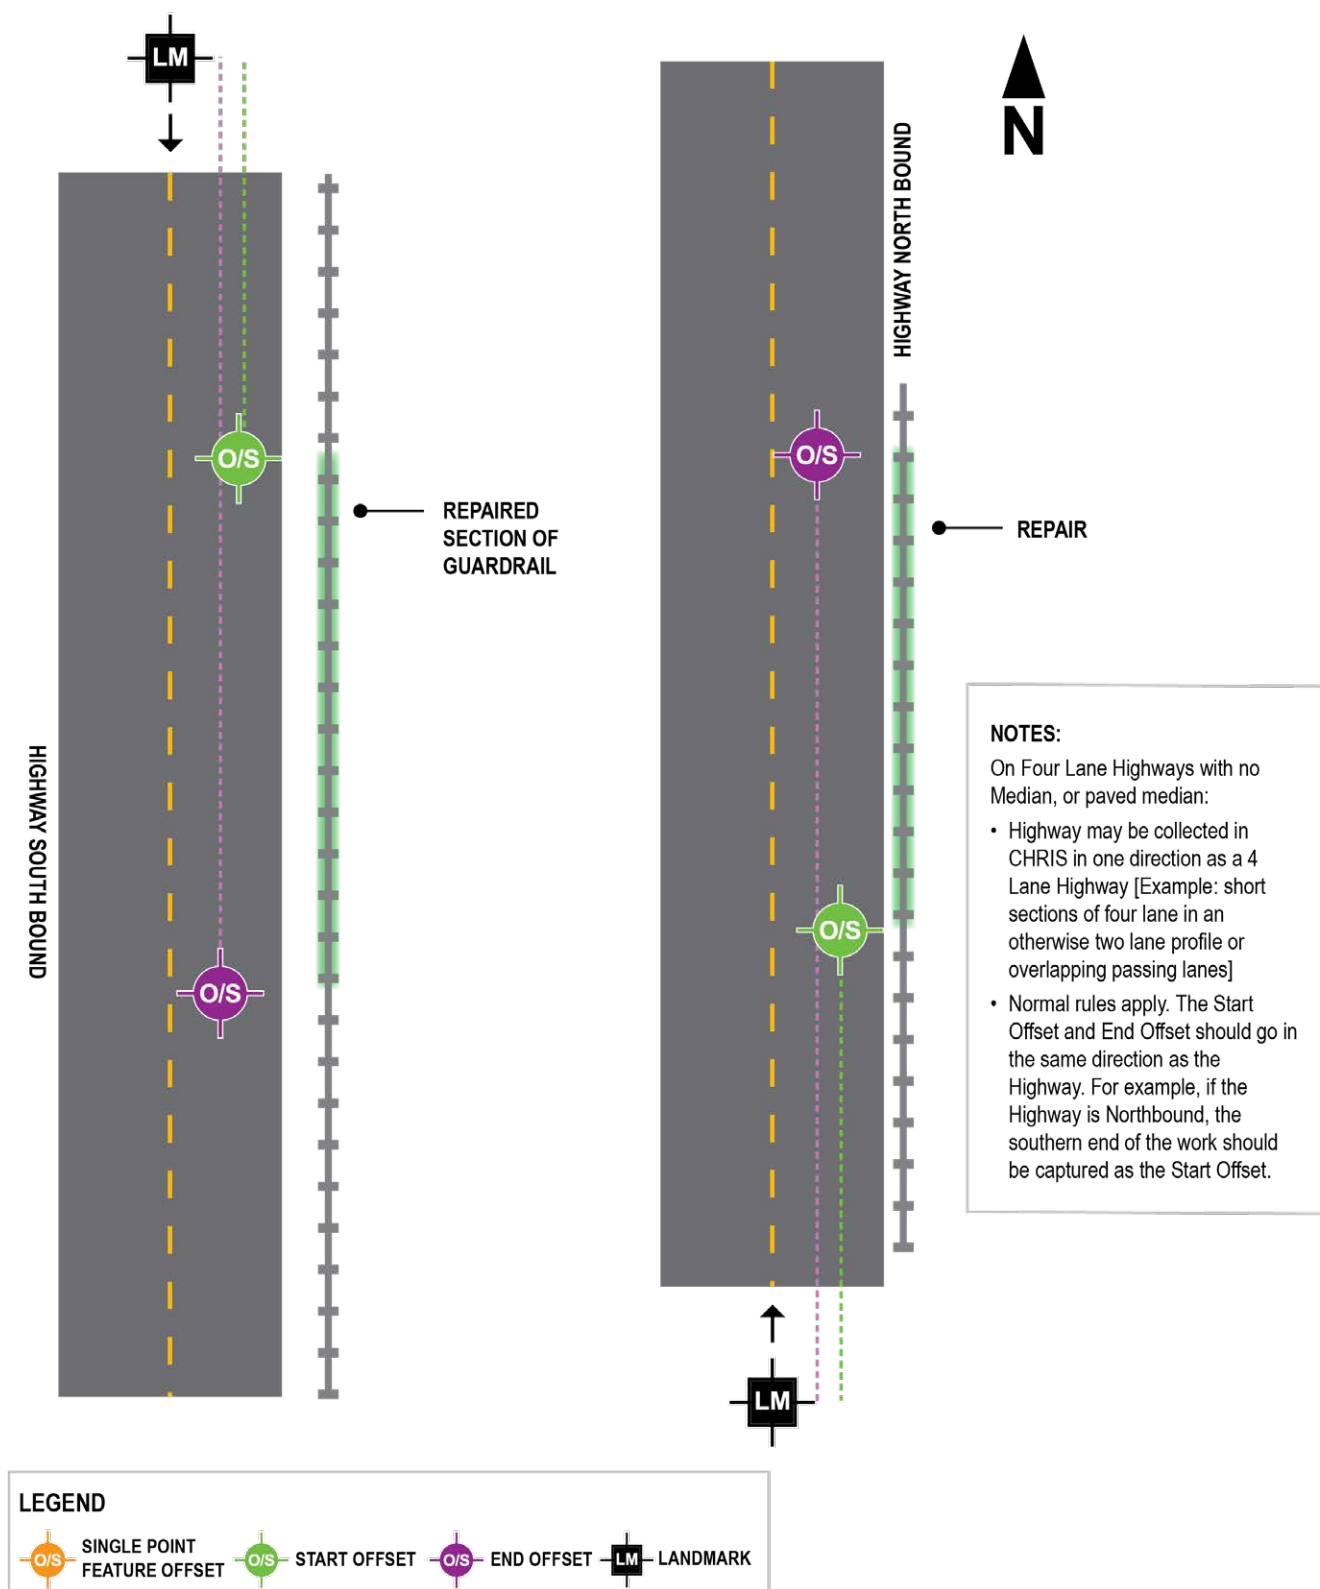 LM
N
HIGHWAY NORTH BOUND
O/S
O/S
REPAIRED
SECTION OF
GUARDRAIL
REPAIR
NOTES:
On Four Lane Highways with no
Median, or paved median:
• Highway may be collected in
CHRIS in one direction as a 4
Lane Highway [Example: short
sections of four lane in an
otherwise two lane profile or
overlapping passing lanes]
• Normal rules apply. The Start
Offset and End Offset should go in
the same direction as the
Highway. For example, if the
Highway is Northbound, the
southern end of the work should
be captured as the Start Offset.
HIGHWAY SOUTH BOUND
O/S
O/S
LM
LEGEND
O/S SINGLE POINT
FEATURE OFFSET
O/S START OFFSET
O/S END OFFSET
LM LANDMARK